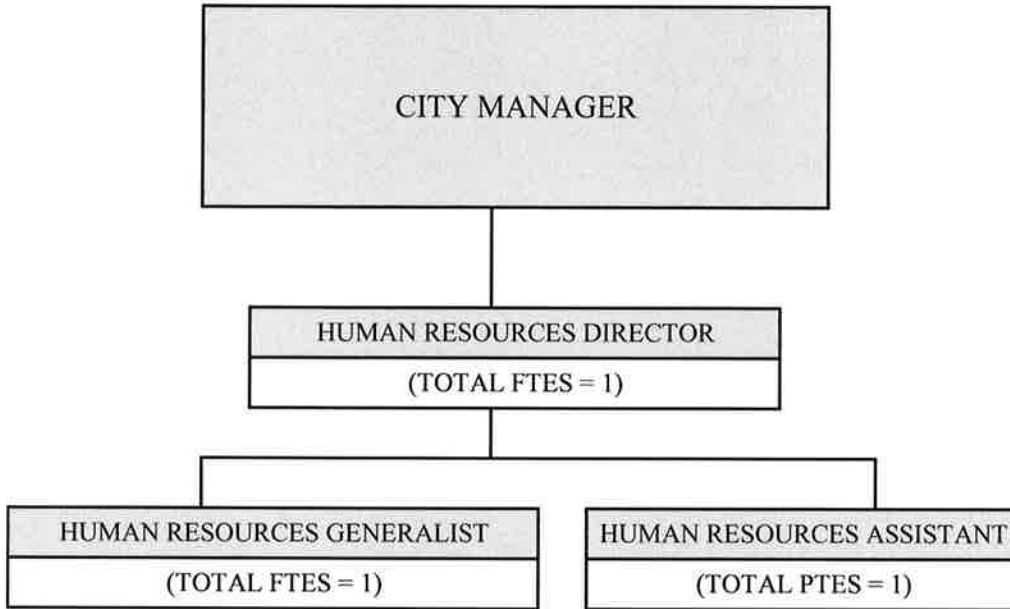 CITY MANAGER
HUMAN RESOURCES DIRECTOR
(TOTAL FTES = 1)
HUMAN RESOURCES GENERALIST
(TOTAL FTES = 1)
HUMAN RESOURCES ASSISTANT
(TOTAL PTES = 1)